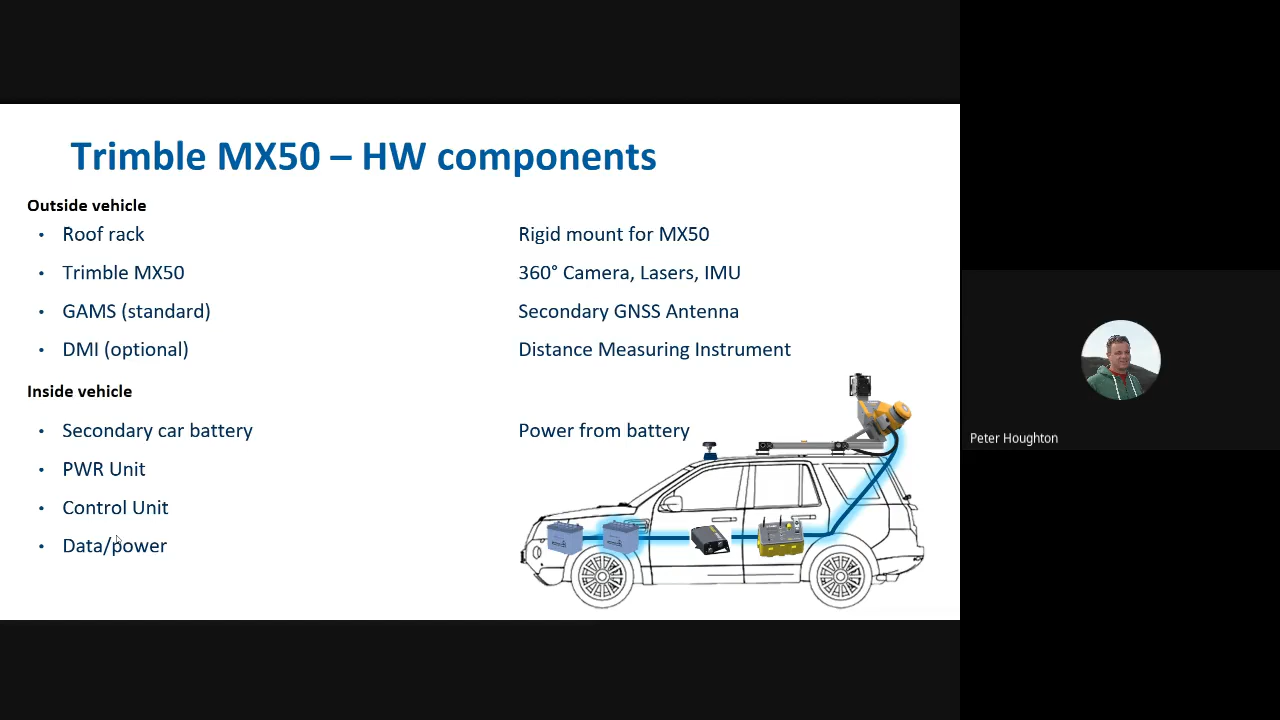 Trimble MX50 – HW components
Outside vehicle
• Roof rack Rigid mount for MX50
• Trimble MX50 360° Camera, Lasers, IMU
• GAMS (standard) Secondary GNSS Antenna
• DMI (optional) Distance Measuring Instrument
Inside vehicle
• Secondary car battery Power from battery
• PWR Unit
• Control Unit
• Data/power
Peter Houghton